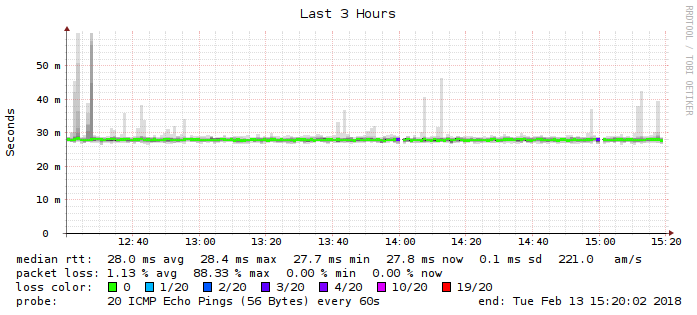 Last 3 Hours
RRDTOOL / TOBI OETIKER
Seconds
50 m
40 m
30 m
20 m
10 m
0
12:40 13:00 13:20 13:40 14:00 14:20 14:40 15:00 15:20
median rtt: 28.0 ms avg 28.4 ms max 27.7 ms min 27.8 ms now 0.1 ms sd 221.0 am/s
packet loss: 1.13 % avg 88.33 % max 0.00 % min 0.00 % now
loss color: 0 1/20 2/20 3/20 4/20 10/20 19/20
probe: 20 ICMP Echo Pings (56 Bytes) every 60s end: Tue Feb 13 15:20:02 2018